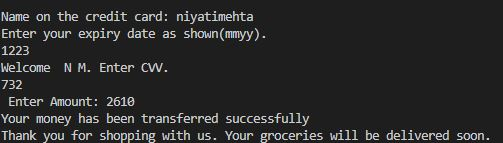 Name on the credit card: niyatimehta
Enter your expiry date as shown(mmyy).
1223
Welcome  N M. Enter CVV.
732
 Enter Amount: 2610
Your money has been transferred successfully
Thank you for shopping with us. Your groceries will be delivered soon.